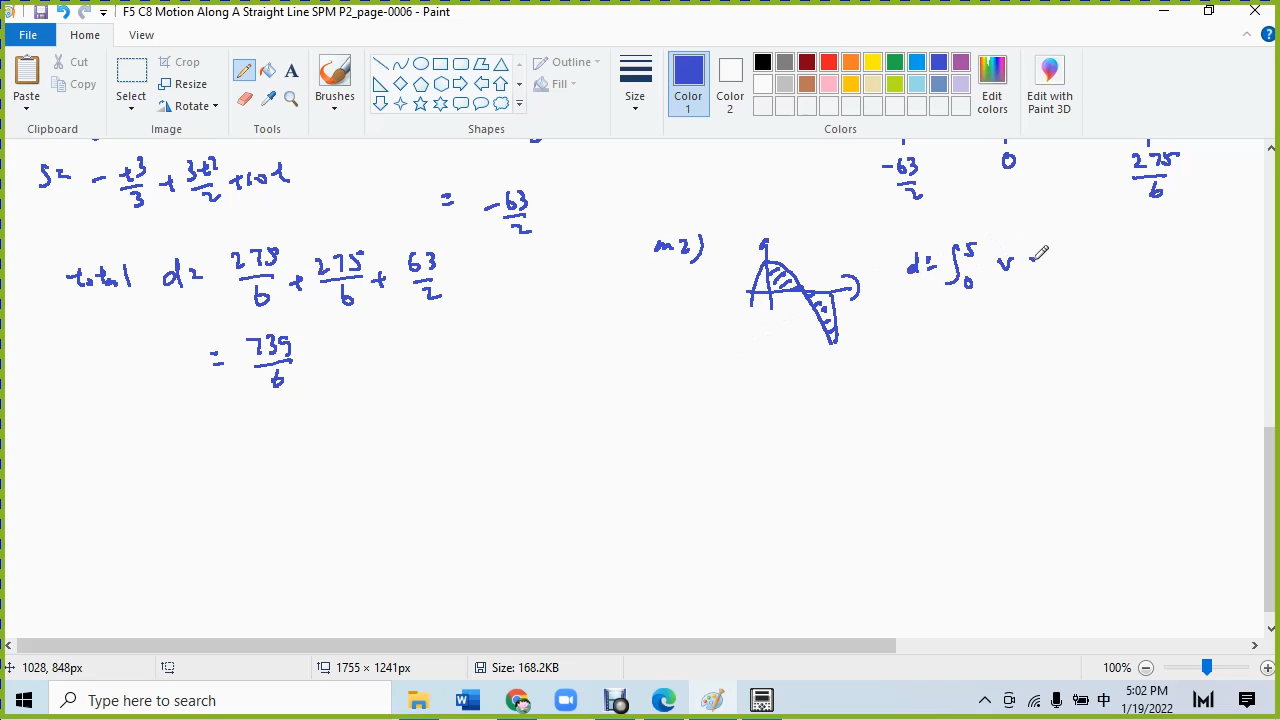 F5 C8 Motion Along A Straight Line SPM P2_page-0006 - Paint
File Home View
Paste Cut Copy Clipboard
Select Crop Resize Rotate Image
Tools
Brushes
Outline Fill Shapes
Size
Color 1 Color 2 Edit colors Colors
Edit with Paint 3D
S = - t3/3 + 3t2/2 + 10t
= -63/2
-63/2 0 275/6
total d = 275/6 + 275/6 + 63/2
= 739/6
m2)
d = ∫ 5 0 v
1028, 848px 1755 × 1241px Size: 168.2KB 100%
Type here to search
中 5:02 PM
1/19/2022